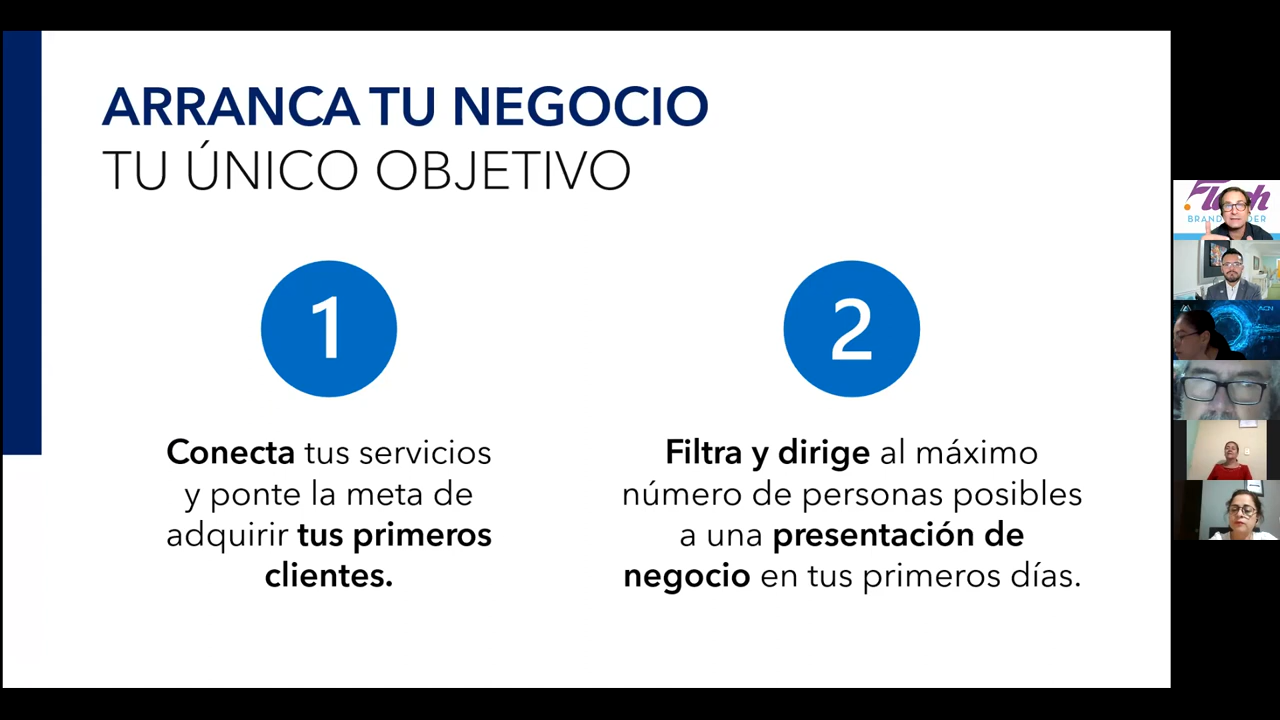 ARRANCA TU NEGOCIO
TU ÚNICO OBJETIVO
1
Conecta tus servicios
y ponte la meta de
adquirir tus primeros
clientes.
2
Filtra y dirige al máximo
número de personas posibles
a una presentación de
negocio en tus primeros días.
ACN